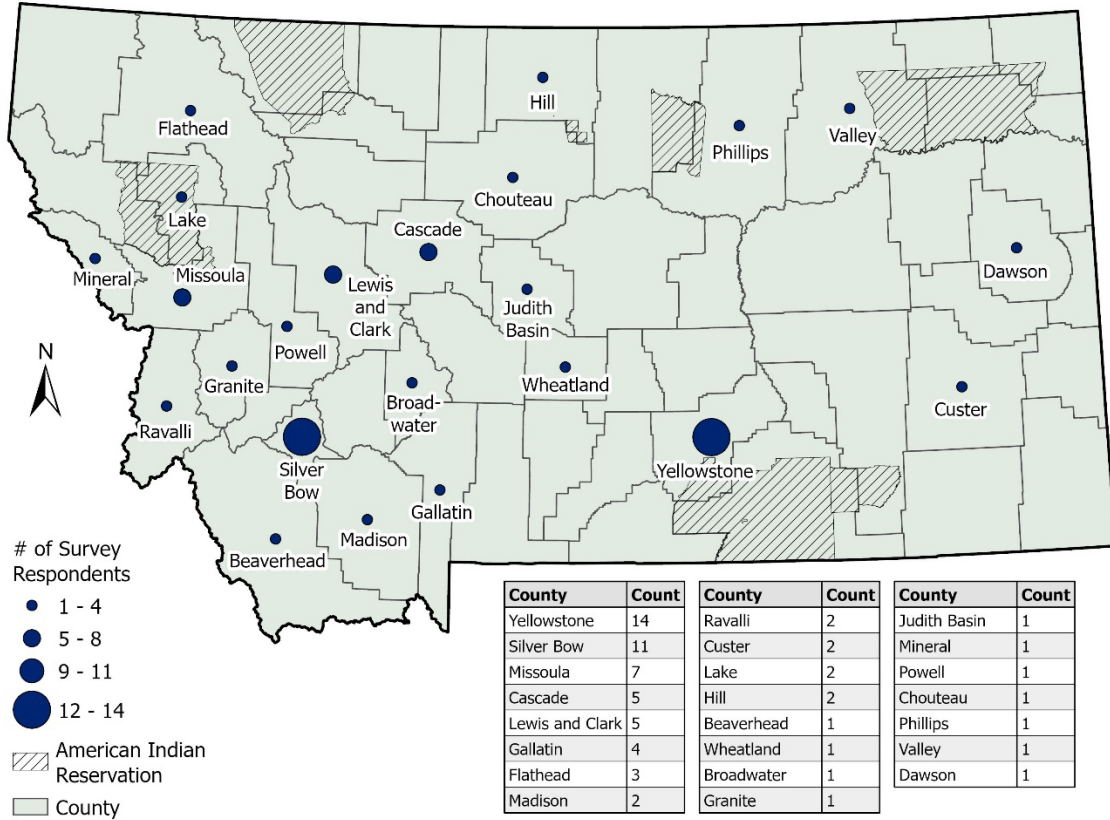 Hill
Flathead
Valley
Phillips
Chouteau
Lake
Cascade
Mineral
Missoula
Dawson
Lewis
and
Clark
Judith
Basin
Powell
Granite
Wheatland
N
Broad-
water
Custer
Ravalli
Silver
Bow
Yellowstone
Gallatin
Madison
Beaverhead
# of Survey
Respondents
1 - 4
5 - 8
9 - 11
12 - 14
American Indian
Reservation
County
County Count
Yellowstone 14
Silver Bow 11
Missoula 7
Cascade 5
Lewis and Clark 5
Gallatin 4
Flathead 3
Madison 2
County Count
Ravalli 2
Custer 2
Lake 2
Hill 2
Beaverhead 1
Wheatland 1
Broadwater 1
Granite 1
County Count
Judith Basin 1
Mineral 1
Powell 1
Chouteau 1
Phillips 1
Valley 1
Dawson 1